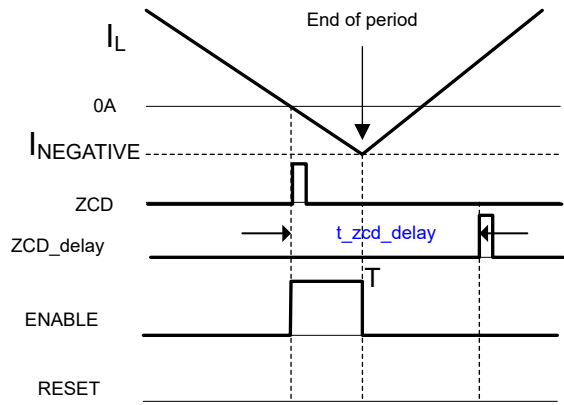 End of period
I_L
0A
I_NEGATIVE
ZCD
t_zcd_delay
ZCD_delay
T
ENABLE
RESET